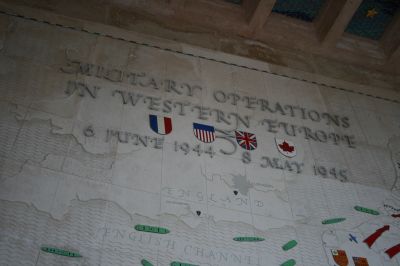 MILITARY OPERATIONS
IN WESTERN EUROPE
6 JUNE 1944 - 8 MAY 1945
ENGLAND
ENGLISH CHANNEL